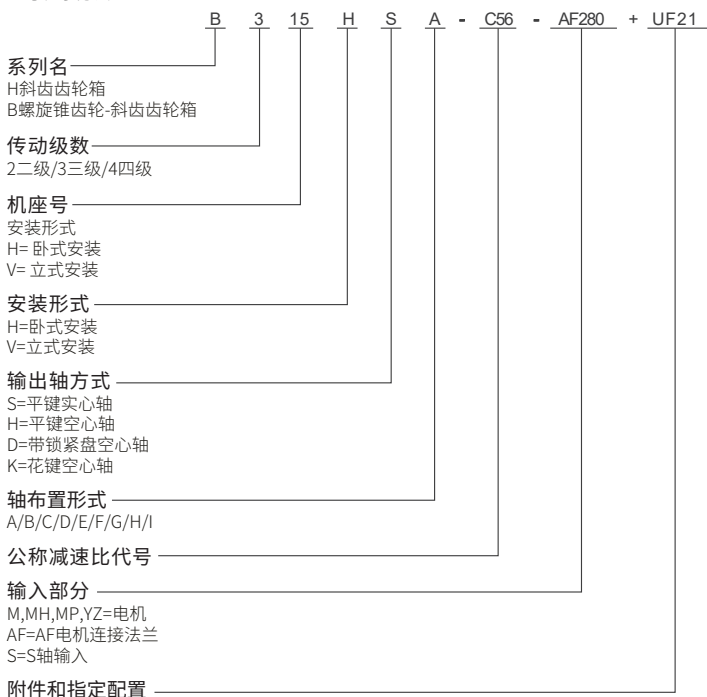 B 3 15 H S A - C56 - AF280 + UF21
系列名
H斜齿齿轮箱
B螺旋锥齿轮-斜齿齿轮箱
传动级数
2二级/3三级/4四级
机座号
安装形式
H= 卧式安装
V= 立式安装
安装形式
H=卧式安装
V=立式安装
输出轴方式
S=平键实心轴
H=平键空心轴
D=带锁紧盘空心轴
K=花键空心轴
轴布置形式
A/B/C/D/E/F/G/H/I
公称减速比代号
输入部分
M,MH,MP,YZ=电机
AF=AF电机连接法兰
S=S轴输入
附件和指定配置